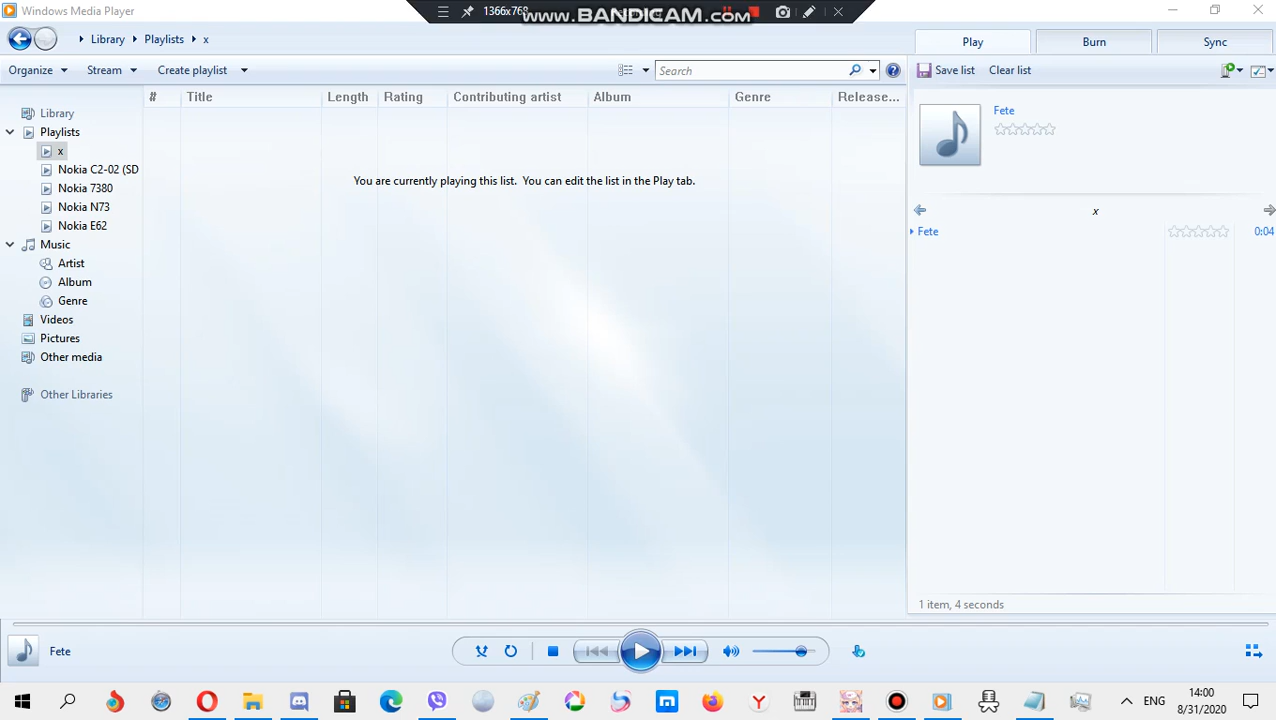 Windows Media Player
1366x768
www.BANDICAM.com
Library
Playlists
x
Play
Burn
Sync
Organize
Stream
Create playlist
Search
Save list
Clear list
#
Title
Length
Rating
Contributing artist
Album
Genre
Release...
Library
Playlists
x
Nokia C2-02 (SD
Nokia 7380
Nokia N73
Nokia E62
Music
Artist
Album
Genre
Videos
Pictures
Other media
Other Libraries
You are currently playing this list. You can edit the list in the Play tab.
Fete
x
Fete
0:04
1 item, 4 seconds
Fete
ENG
14:00
8/31/2020